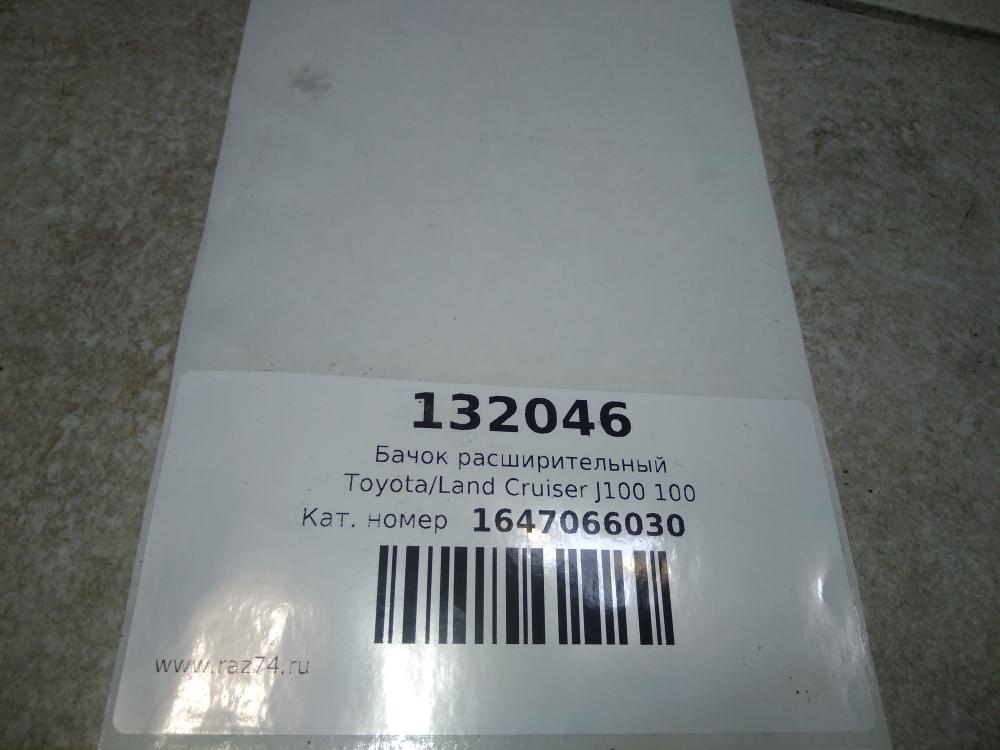 132046
Бачок расширительный
Toyota/Land Cruiser J100 100
Кат. номер 1647066030
www.raz74.ru